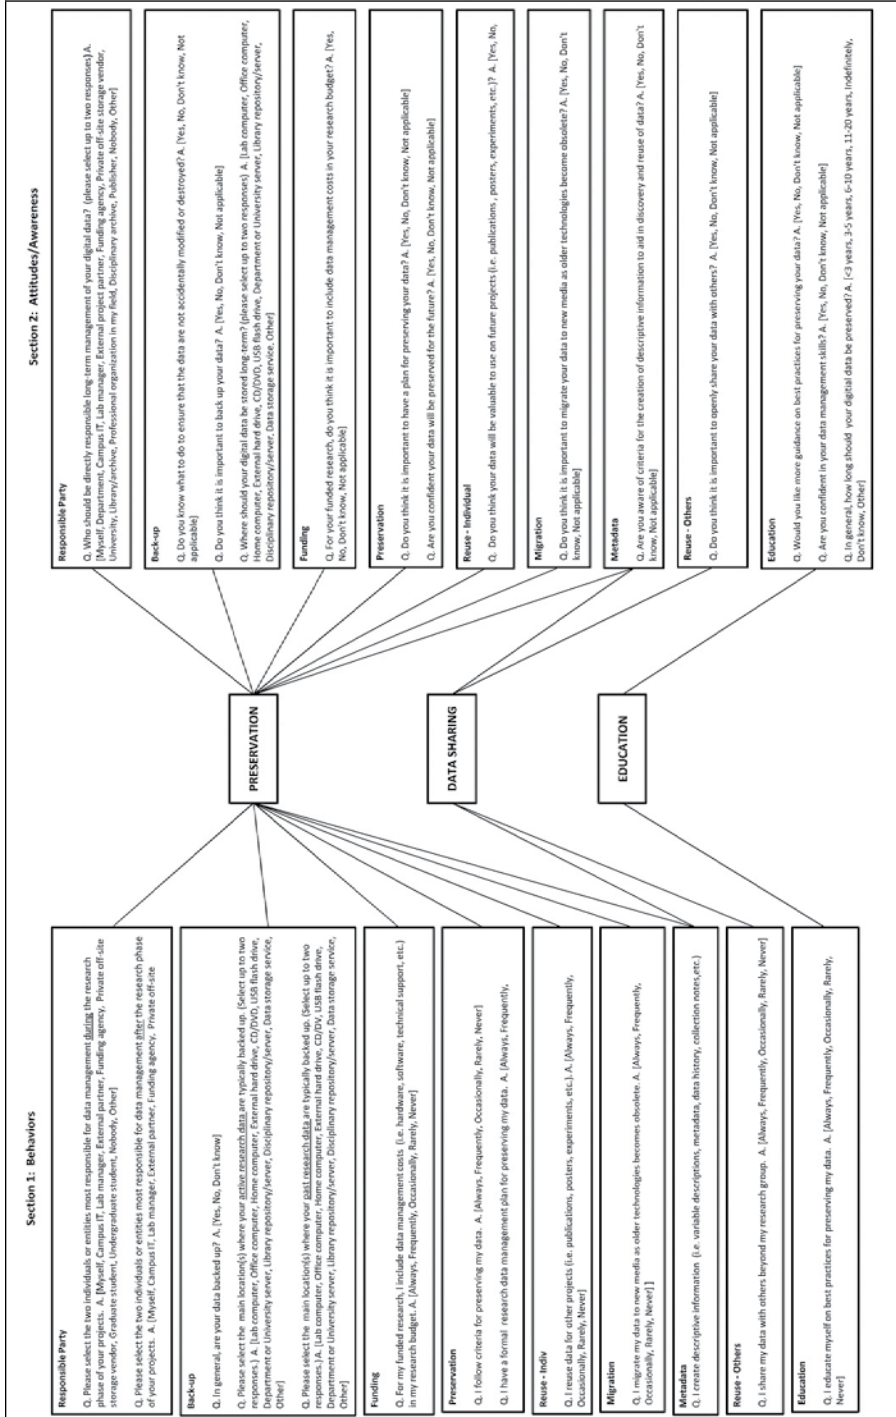 Section 1: Behaviors
Responsible Party
Q. Please select the two individuals or entities most responsible for data management during the research
phase of your projects. A. [Myself, Campus IT, Lab manager, External partner, Funding agency, Private off-site
storage vendor, Graduate student, Undergraduate student, Nobody, Other]
Q. Please select the two individuals or entities most responsible for data management after the research phase
of your projects. A. [Myself, Campus IT, Lab manager, External partner, Funding agency, Private off-site
Back-up
Q. In general, are your data backed up? A. [Yes, No, Don't know]
Q. Please select the main location(s) where your active research data are typically backed up. (Select up to two
responses.) A. [Lab computer, Office computer, Home computer, External hard drive, CD/DVD, USB flash drive,
Department or University server, Library repository/server, Disciplinary repository/server, Data storage service,
Other]
Q. Please select the main location(s) where your past research data are typically backed up. (Select up to two
responses.) A. [Lab computer, Office computer, Home computer, External hard drive, CD/DV, USB flash drive,
Department or University server, Library repository/server, Disciplinary repository/server, Data storage service,
Other]
Funding
Q. For my funded research, I include data management costs (i.e. hardware, software, technical support, etc.)
in my research budget. A. [Always, Frequently, Occasionally, Rarely, Never]
Preservation
Q. I follow criteria for preserving my data. A. [Always, Frequently, Occasionally, Rarely, Never]
Q. I have a formal research data management plan for preserving my data. A. [Always, Frequently,
Reuse - Indiv
Q. I reuse data for other projects (i.e. publications, posters, experiments, etc.). A. [Always, Frequently,
Occasionally, Rarely, Never]
Migration
Q. I migrate my data to new media as older technologies becomes obsolete. A. [Always, Frequently,
Occasionally, Rarely, Never] ]
Metadata
Q. I create descriptive information (i.e. variable descriptions, metadata, data history, collection notes,etc.)
Reuse - Others
Q. I share my data with others beyond my research group. A. [Always, Frequently, Occasionally, Rarely, Never]
Education
Q. I educate myself on best practices for preserving my data. A. [Always, Frequently, Occasionally, Rarely,
Never]
PRESERVATION
DATA SHARING
EDUCATION
Section 2: Attitudes/Awareness
Responsible Party
Q. Who should be directly responsible long-term management of your digital data? (please select up to two responses) A.
[Myself, Department, Campus IT, Lab manager, External project partner, Funding agency, Private off-site storage vendor,
University, Library/archive, Professional organization in my field, Disciplinary archive, Publisher, Nobody, Other]
Back-up
Q. Do you know what to do to ensure that the data are not accidentally modified or destroyed? A. [Yes, No, Don't know, Not
applicable]
Q. Do you think it is important to back up your data? A. [Yes, No, Don't know, Not applicable]
Q. Where should your digital data be stored long-term? (please select up to two responses) A. [Lab computer, Office computer,
Home computer, External hard drive, CD/DVD, USB flash drive, Department or University server, Library repository/server,
Disciplinary repository/server, Data storage service, Other]
Funding
Q. For your funded research, do you think it is important to include data management costs in your research budget? A. [Yes,
No, Don't know, Not applicable]
Preservation
Q. Do you think it is important to have a plan for preserving your data? A. [Yes, No, Don't know, Not applicable]
Q. Are you confident your data will be preserved for the future? A. [Yes, No, Don't know, Not applicable]
Reuse - Individual
Q. Do you think your data will be valuable to use on future projects (i.e. publications , posters, experiments, etc.)? A. [Yes, No,
Don't know, Not applicable]
Migration
Q. Do you think it is important to migrate your data to new media as older technologies become obsolete? A. [Yes, No, Don't
know, Not applicable]
Metadata
Q. Are you aware of criteria for the creation of descriptive information to aid in discovery and reuse of data? A. [Yes, No, Don't
know, Not applicable]
Reuse - Others
Q. Do you think it is important to openly share your data with others? A. [Yes, No, Don't know, Not applicable]
Education
Q. Would you like more guidance on best practices for preserving your data? A. [Yes, No, Don't know, Not applicable]
Q. Are you confident in your data management skills? A. [Yes, No, Don't know, Not applicable]
Q. In general, how long should your digitial data be preserved? A. [<3 years, 3-5 years, 6-10 years, 11-20 years, Indefinitely,
Don't know, Other]